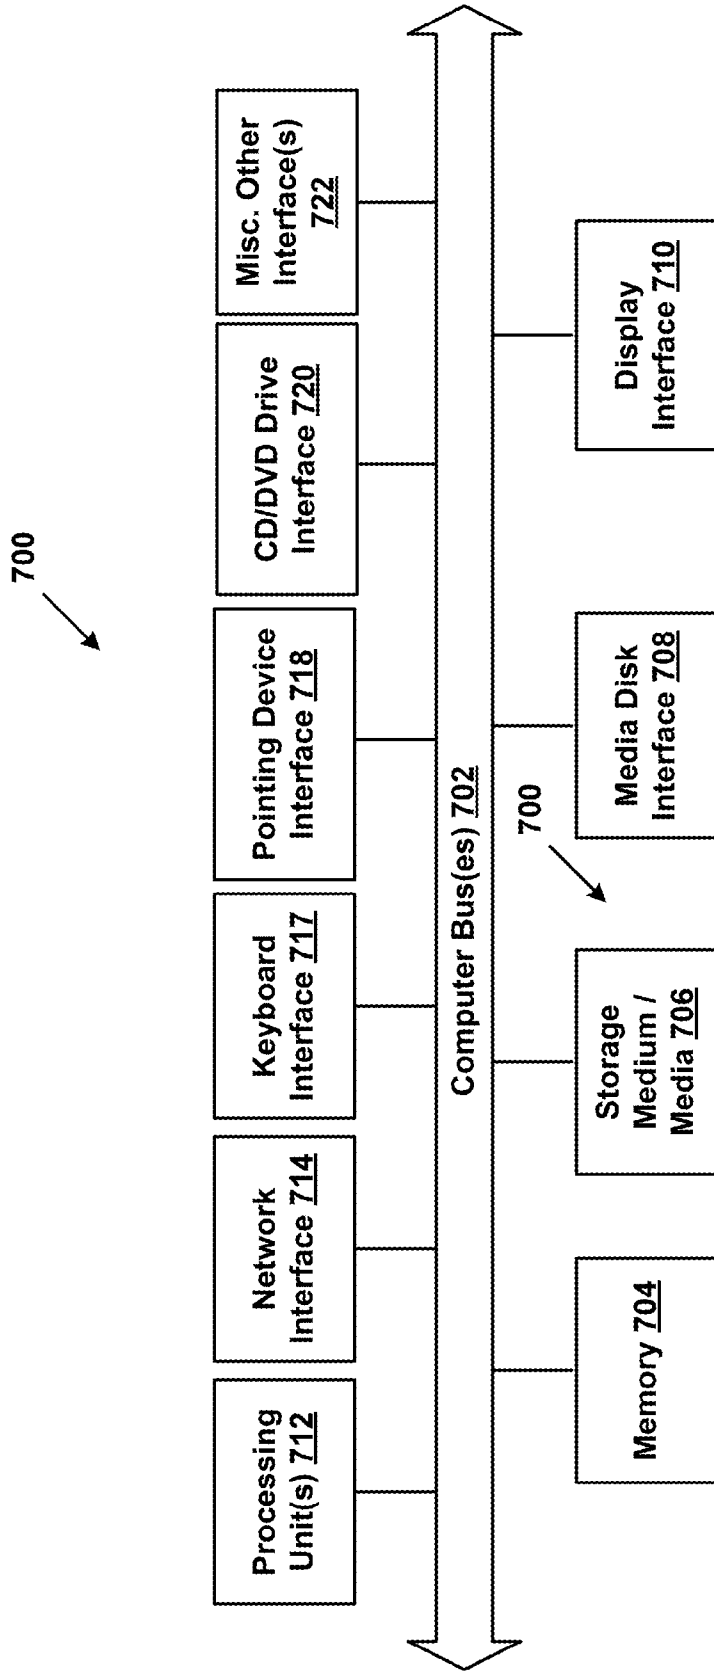 700
Processing
Unit(s) 712
Network
Interface 714
Keyboard
Interface 717
Pointing Device
Interface 718
CD/DVD Drive
Interface 720
Misc. Other
Interface(s)
722
Computer Bus(es) 702
700
Memory 704
Storage
Medium /
Media 706
Media Disk
Interface 708
Display
Interface 710